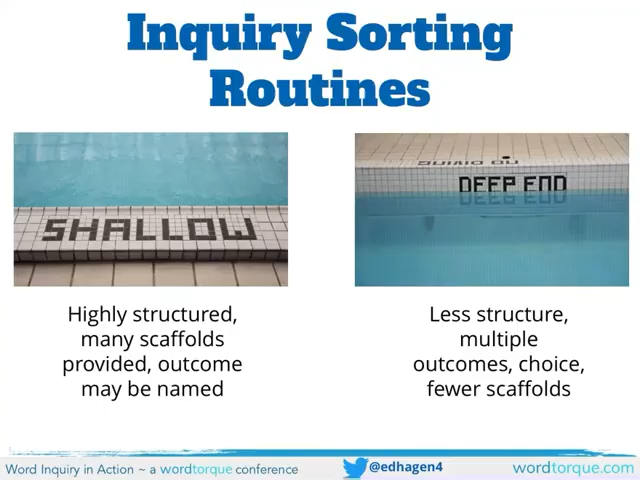 Inquiry Sorting
Routines
SHALLOW
DEEP END
Highly structured,
many scaffolds
provided, outcome
may be named
Less structure,
multiple
outcomes, choice,
fewer scaffolds
Word Inquiry in Action ~ a wordtorque conference
@edhagen4
wordtorque.com